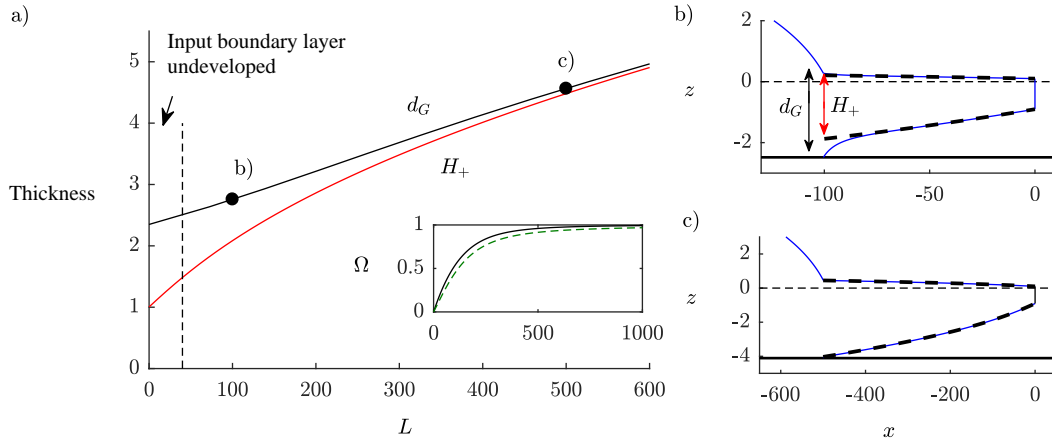 a)
Input boundary layer
undeveloped
5
4
3
2
1
0
Thickness
b)
c)
d_G
H_+
0 100 200 300 400 500 600
L
1
0.5
0
Ω
0 500 1000
b)
2
0
-2
z
d_G
H_+
-100 -50 0
c)
2
0
-2
-4
z
-600 -400 -200 0
x